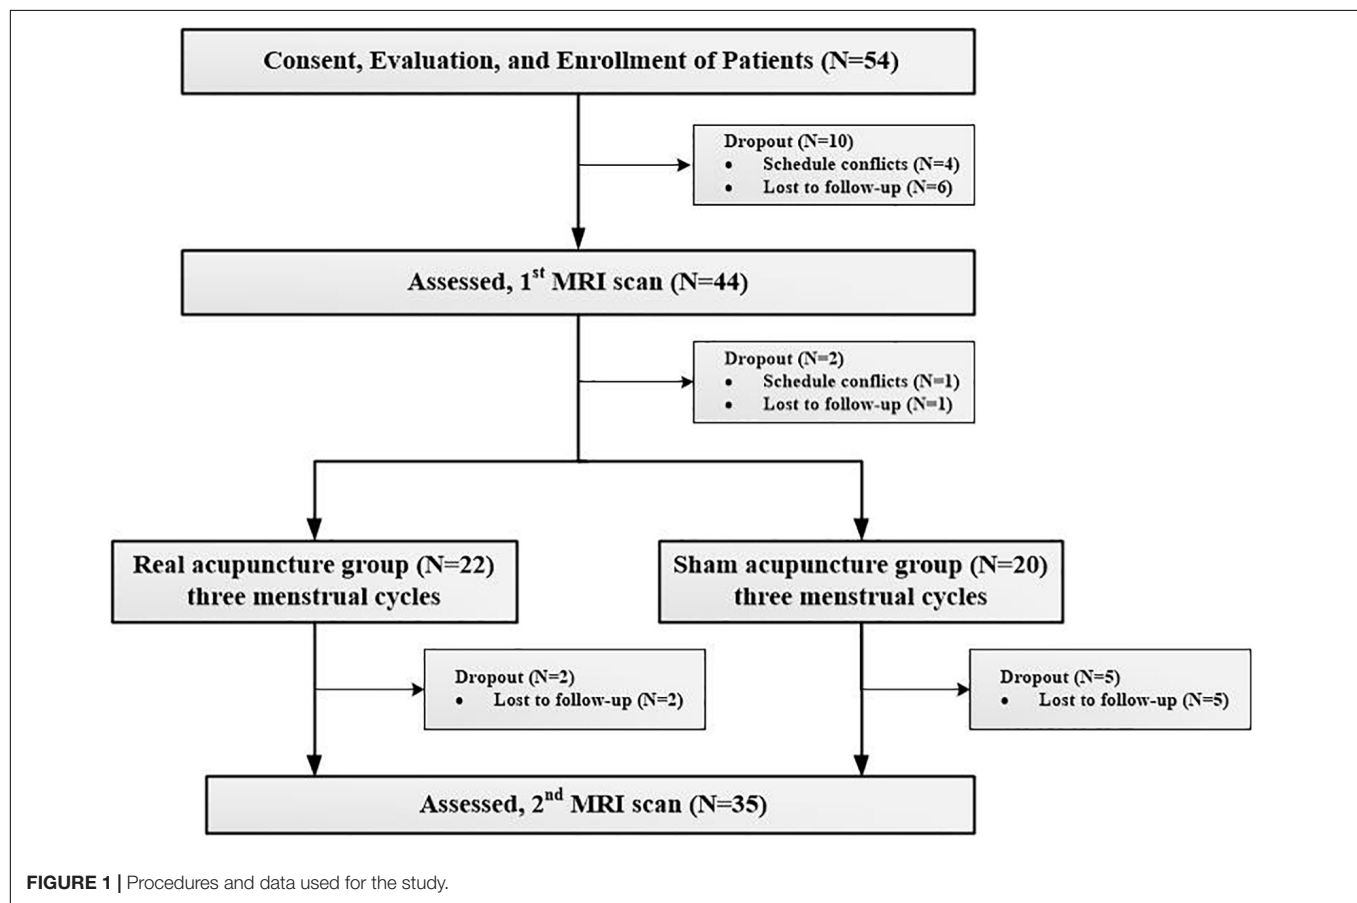 Consent, Evaluation, and Enrollment of Patients (N=54)
Dropout (N=10)
• Schedule conflicts (N=4)
• Lost to follow-up (N=6)
Assessed, 1st MRI scan (N=44)
Dropout (N=2)
• Schedule conflicts (N=1)
• Lost to follow-up (N=1)
Real acupuncture group (N=22)
three menstrual cycles
Sham acupuncture group (N=20)
three menstrual cycles
Dropout (N=2)
• Lost to follow-up (N=2)
Dropout (N=5)
• Lost to follow-up (N=5)
Assessed, 2nd MRI scan (N=35)
FIGURE 1 | Procedures and data used for the study.